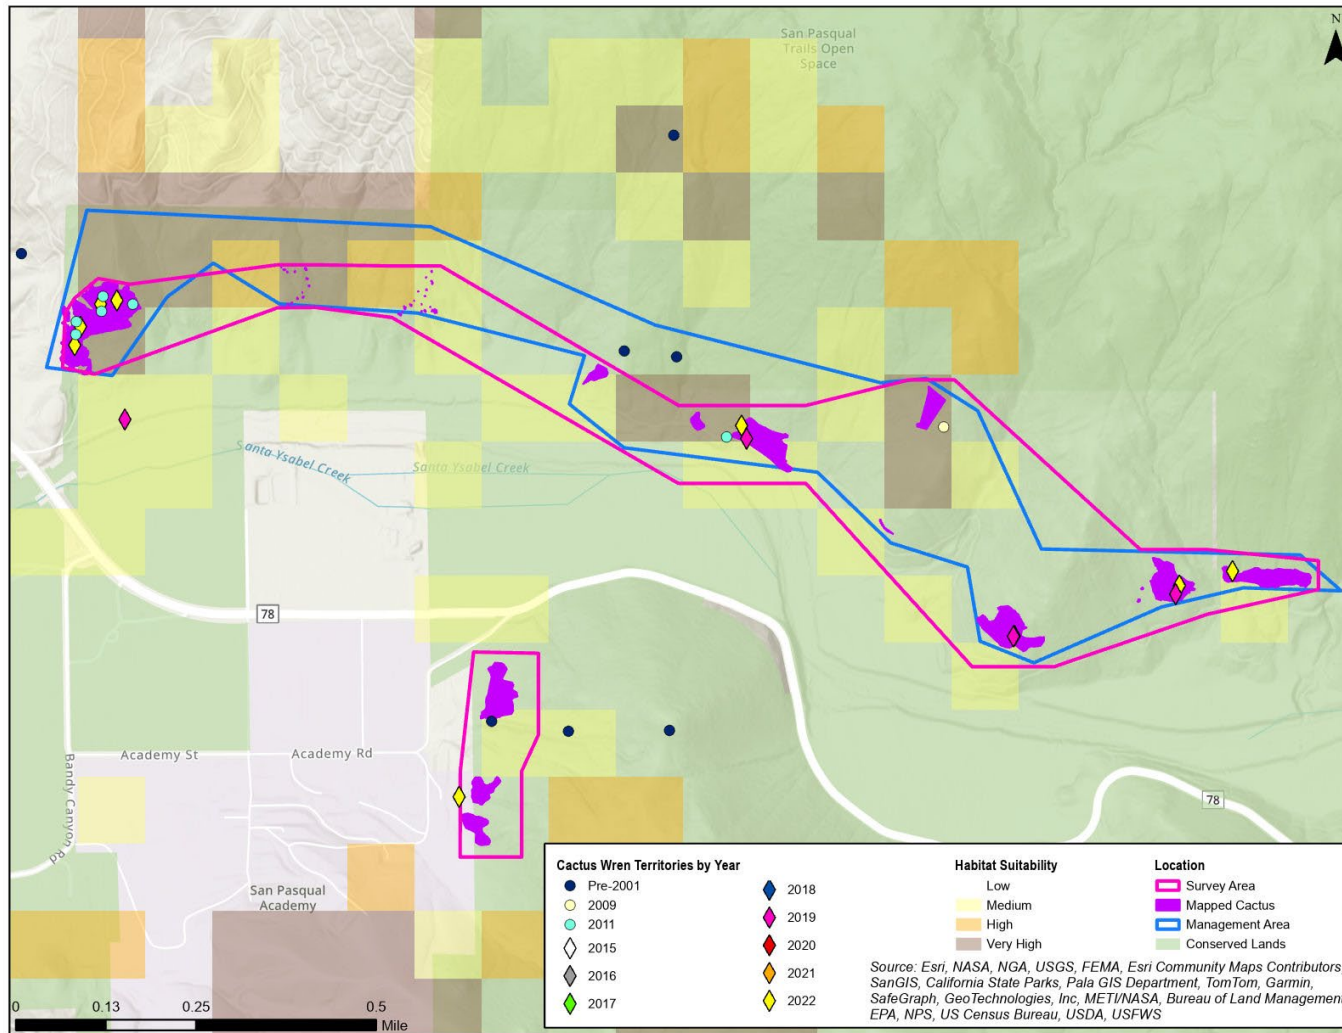 San Pasqual
Trails Open
Space
N
Santa Ysabel Creek
Santa Ysabel Creek
78
Academy St
Academy Rd
Bandy Canyon
Rd
San Pasqual
Academy
78
Cactus Wren Territories by Year
Pre-2001
2009
2011
2015
2016
2017
2018
2019
2020
2021
2022
Habitat Suitability
Low
Medium
High
Very High
Location
Survey Area
Mapped Cactus
Management Area
Conserved Lands
Source: Esri, NASA, NGA, USGS, FEMA, Esri Community Maps Contributors,
SanGIS, California State Parks, Pala GIS Department, TomTom, Garmin,
SafeGraph, GeoTechnologies, Inc, METI/NASA, Bureau of Land Management,
EPA, NPS, US Census Bureau, USDA, USFWS
0 0.13 0.25 0.5
Mile